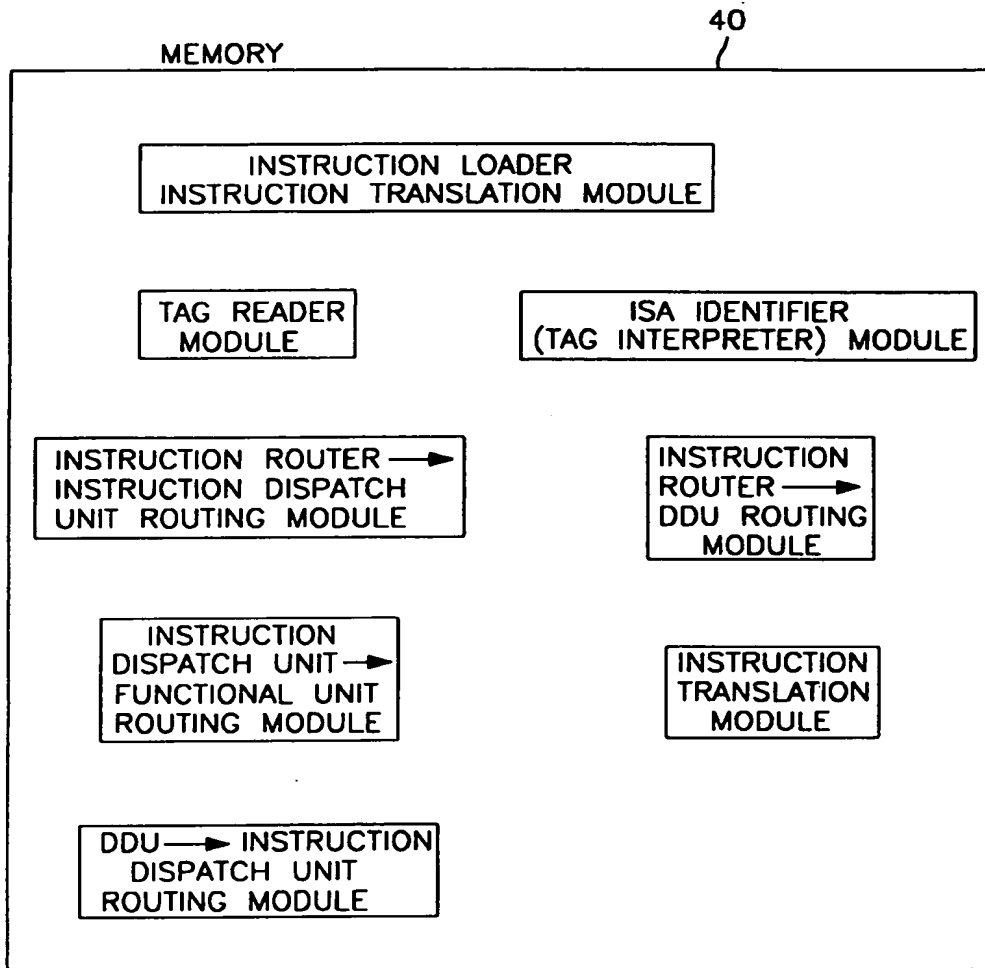 40
MEMORY
INSTRUCTION LOADER
INSTRUCTION TRANSLATION MODULE
TAG READER
MODULE
ISA IDENTIFIER
(TAG INTERPRETER) MODULE
INSTRUCTION ROUTER →
INSTRUCTION DISPATCH
UNIT ROUTING MODULE
INSTRUCTION
ROUTER →
DDU ROUTING
MODULE
INSTRUCTION
DISPATCH UNIT →
FUNCTIONAL UNIT
ROUTING MODULE
INSTRUCTION
TRANSLATION
MODULE
DDU → INSTRUCTION
DISPATCH UNIT
ROUTING MODULE